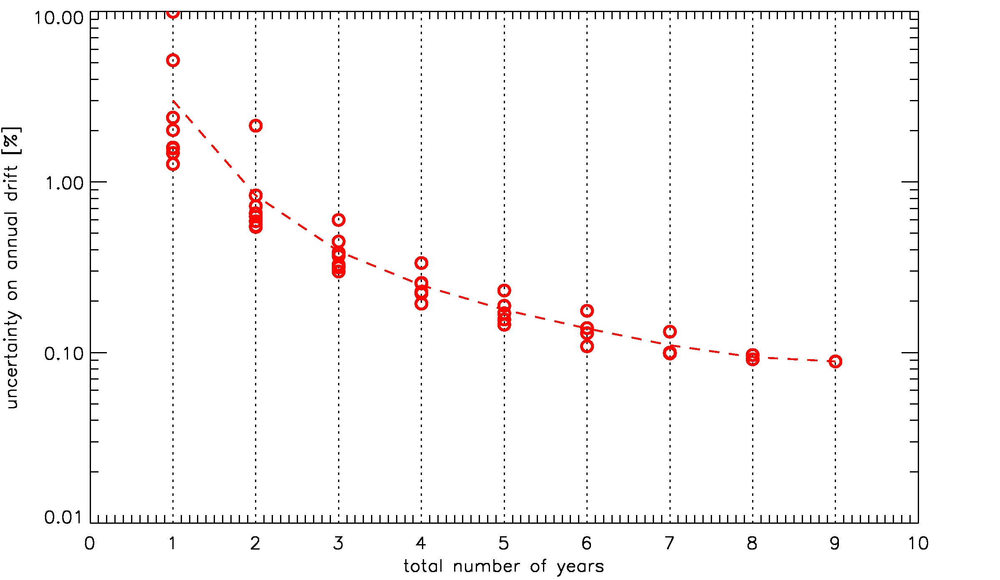 10.00
1.00
0.10
0.01
uncertainty on annual drift [%]
0 1 2 3 4 5 6 7 8 9 10
total number of years